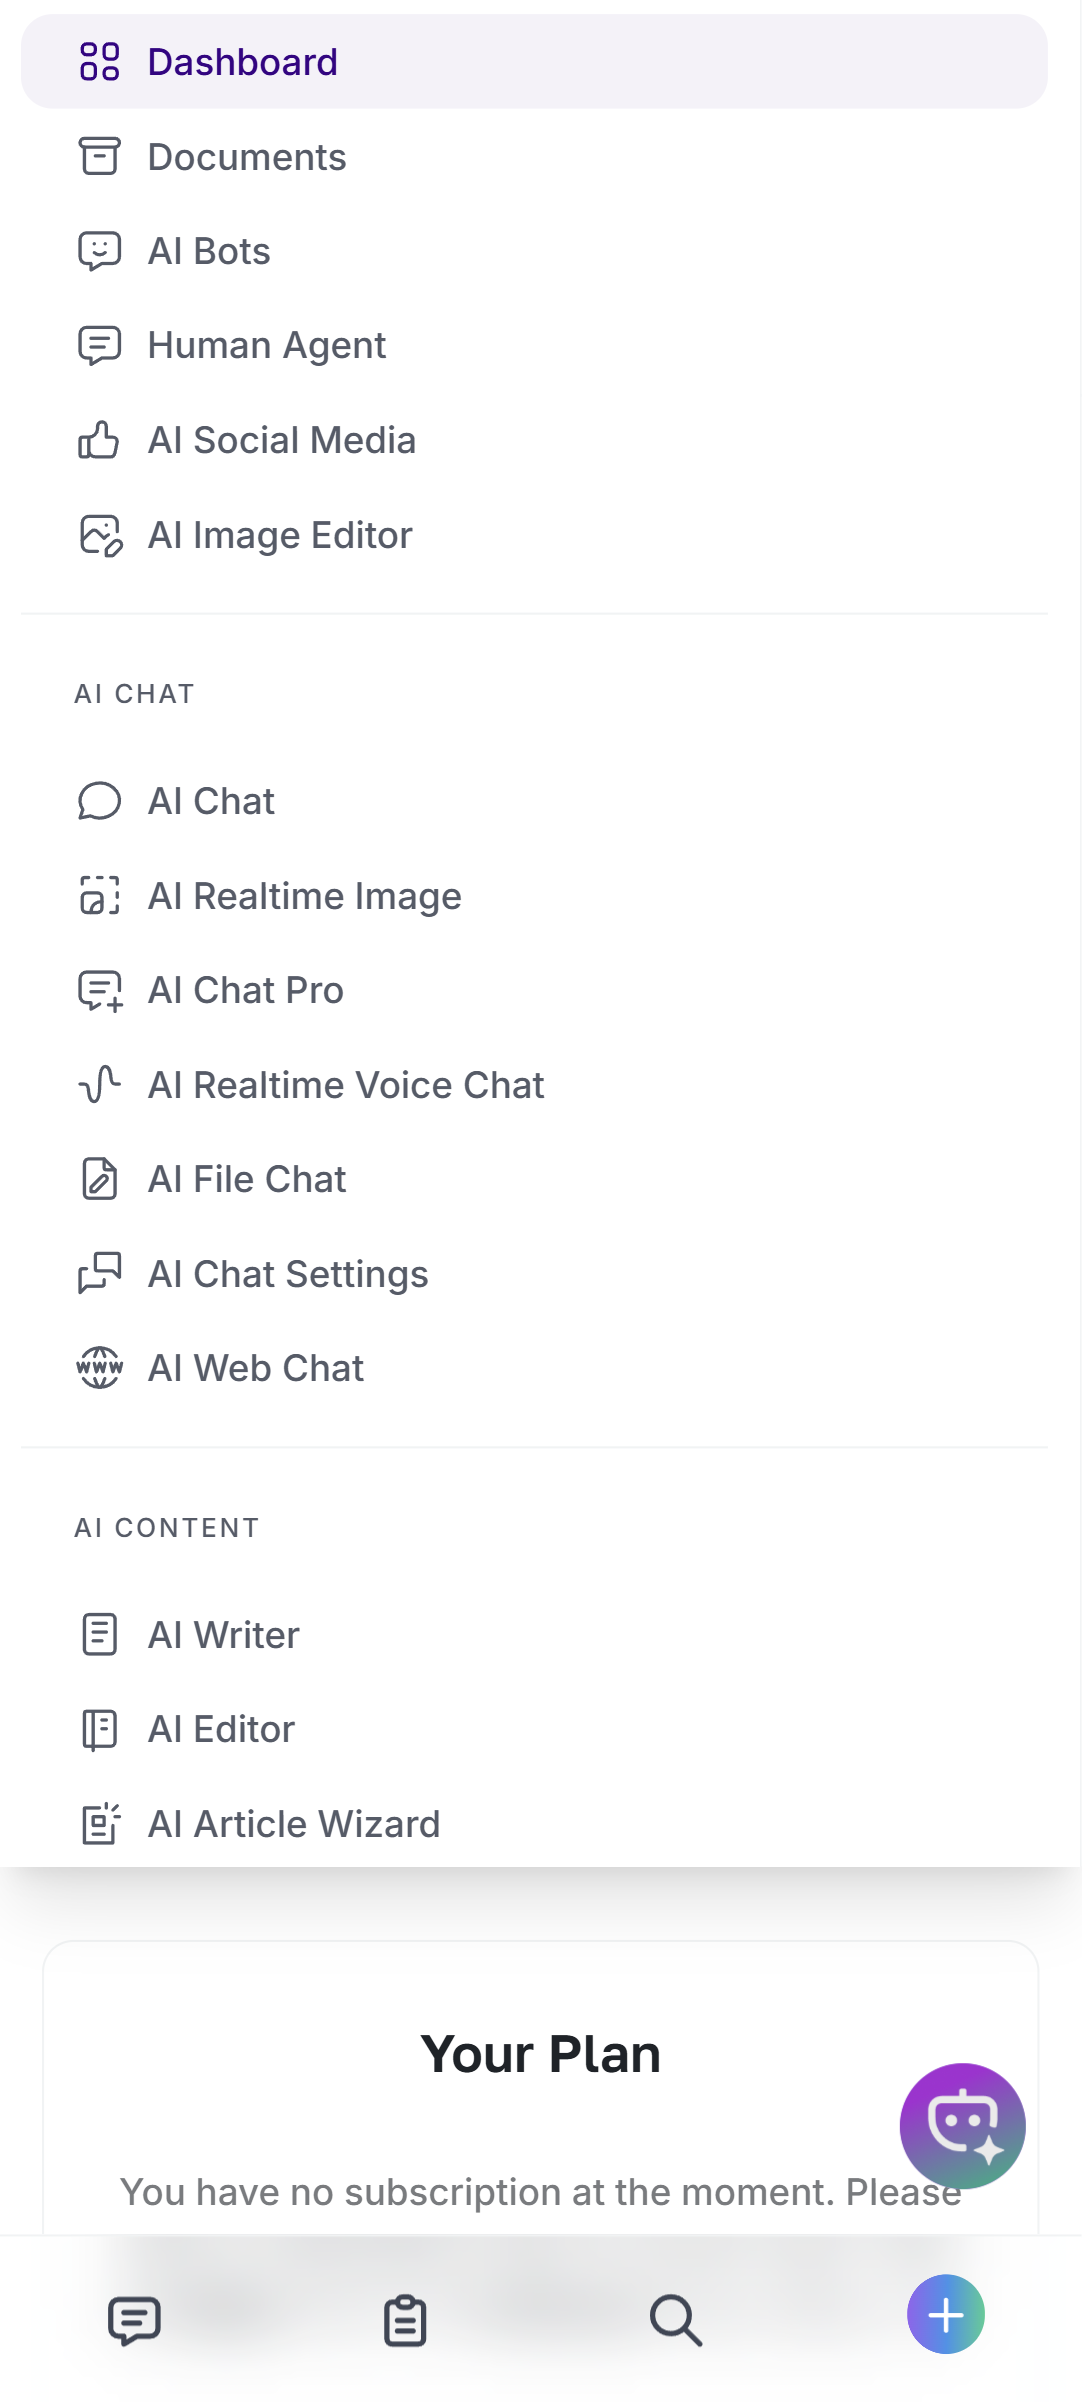 Dashboard
Documents
AI Bots
Human Agent
AI Social Media
AI Image Editor
AI CHAT
AI Chat
AI Realtime Image
AI Chat Pro
AI Realtime Voice Chat
AI File Chat
AI Chat Settings
WWW
AI Web Chat
AI CONTENT
AI Writer
AI Editor
AI Article Wizard
Your Plan
You have no subscription at the moment. Please